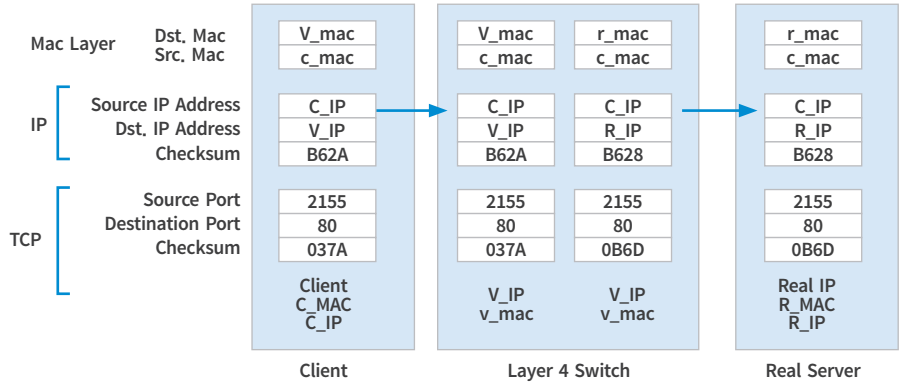 Mac Layer Dst. Mac V_mac V_mac r_mac r_mac
Src. Mac c_mac c_mac c_mac c_mac
IP
Source IP Address C_IP C_IP C_IP C_IP
Dst. IP Address V_IP V_IP R_IP R_IP
Checksum B62A B62A B628 B628
TCP
Source Port 2155 2155 2155 2155
Destination Port 80 80 80 80
Checksum 037A 037A 0B6D 0B6D
Client V_IP V_IP Real IP
C_MAC v_mac v_mac R_MAC
C_IP R_IP
Client Layer 4 Switch Real Server